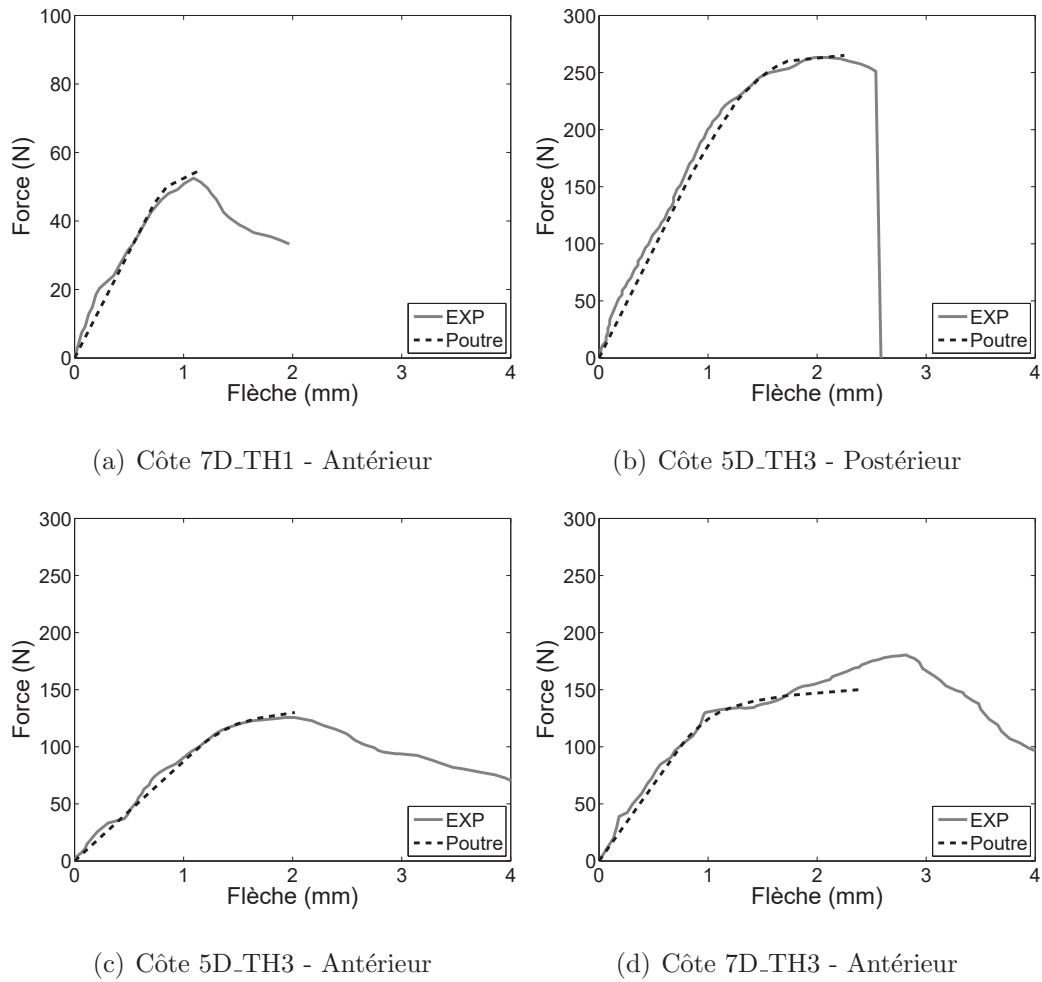 100
80
60
40
20
0
Force (N)
0 1 2 3 4
Flèche (mm)
EXP
Poutre
(a) Côte 7D_TH1 - Antérieur
300
250
200
150
100
50
0
Force (N)
0 1 2 3 4
Flèche (mm)
EXP
Poutre
(b) Côte 5D_TH3 - Postérieur
300
250
200
150
100
50
0
Force (N)
0 1 2 3 4
Flèche (mm)
EXP
Poutre
(c) Côte 5D_TH3 - Antérieur
300
250
200
150
100
50
0
Force (N)
0 1 2 3 4
Flèche (mm)
EXP
Poutre
(d) Côte 7D_TH3 - Antérieur